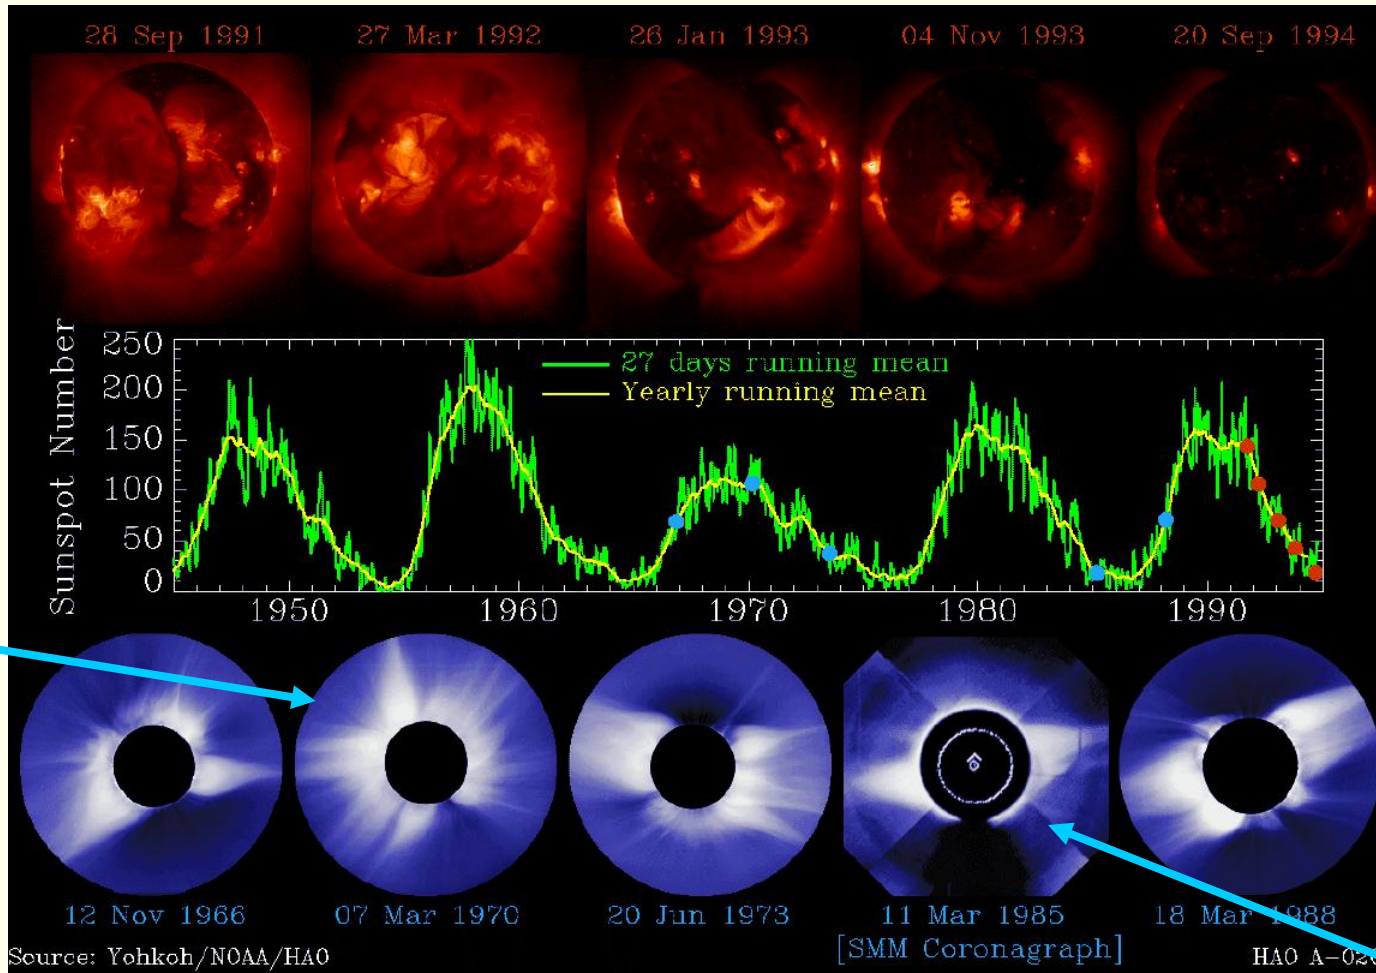 28 Sep 1991 27 Mar 1992 26 Jan 1993 04 Nov 1993 20 Sep 1994
Sunspot Number
250
200
150
100
50
0
27 days running mean
Yearly running mean
1950 1960 1970 1980 1990
12 Nov 1966 07 Mar 1970 20 Jun 1973 11 Mar 1985 18 Mar 1988
[SMM Coronagraph]
Source: Yohkoh/NOAA/HAO HAO